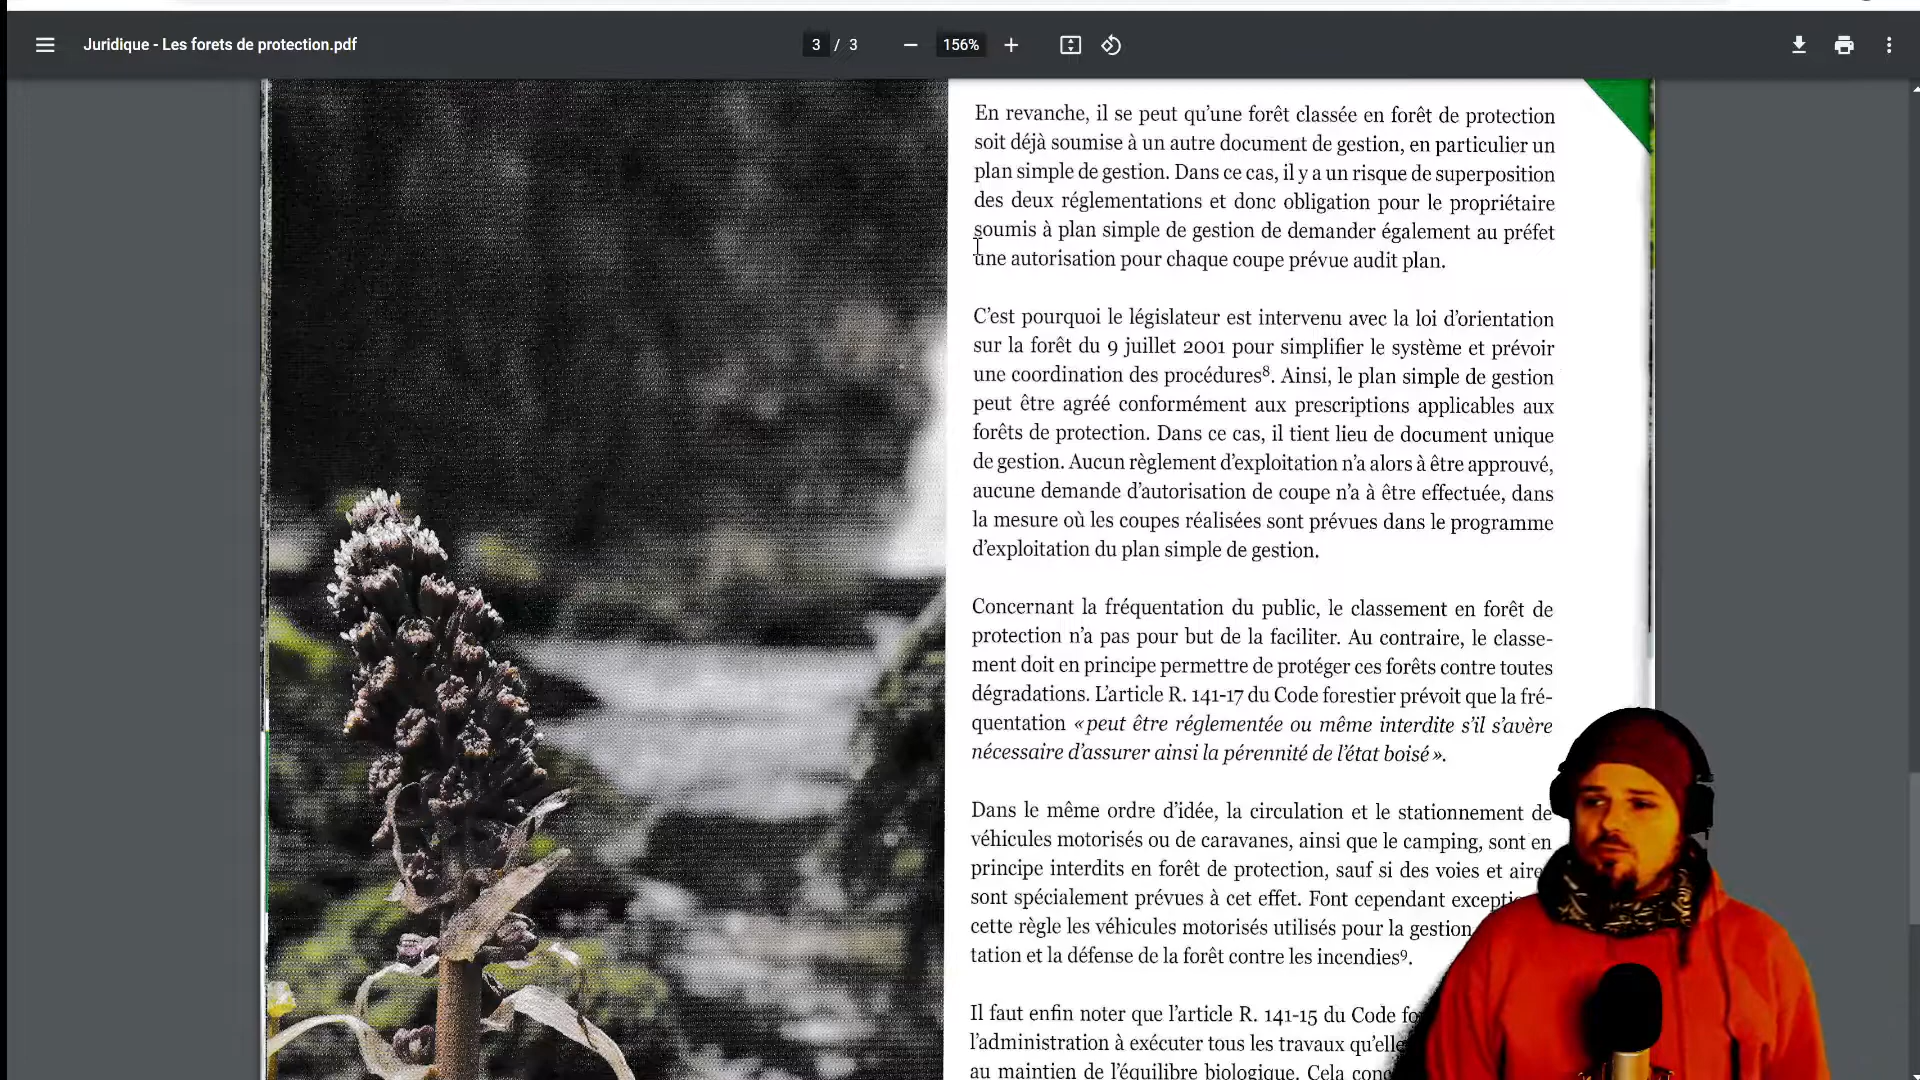 Juridique - Les forets de protection.pdf
3 / 3
156%
En revanche, il se peut qu'une forêt classée en forêt de protection
soit déjà soumise à un autre document de gestion, en particulier un
plan simple de gestion. Dans ce cas, il y a un risque de superposition
des deux réglementations et donc obligation pour le propriétaire
soumis à plan simple de gestion de demander également au préfet
une autorisation pour chaque coupe prévue audit plan.
C'est pourquoi le législateur est intervenu avec la loi d'orientation
sur la forêt du 9 juillet 2001 pour simplifier le système et prévoir
une coordination des procédures⁸. Ainsi, le plan simple de gestion
peut être agréé conformément aux prescriptions applicables aux
forêts de protection. Dans ce cas, il tient lieu de document unique
de gestion. Aucun règlement d'exploitation n'a alors à être approuvé,
aucune demande d'autorisation de coupe n'a à être effectuée, dans
la mesure où les coupes réalisées sont prévues dans le programme
d'exploitation du plan simple de gestion.
Concernant la fréquentation du public, le classement en forêt de
protection n'a pas pour but de la faciliter. Au contraire, le classe-
ment doit en principe permettre de protéger ces forêts contre toutes
dégradations. L'article R. 141-17 du Code forestier prévoit que la fré-
quentation « peut être réglementée ou même interdite s'il s'avère
nécessaire d'assurer ainsi la pérennité de l'état boisé ».
Dans le même ordre d'idée, la circulation et le stationnement de
véhicules motorisés ou de caravanes, ainsi que le camping, sont en
principe interdits en forêt de protection, sauf si des voies et
sont spécialement prévues à cet effet. Font cependant
cette règle les véhicules motorisés utilisés pour la gestion
tation et la défense de la forêt contre les incendies⁹.
Il faut enfin noter que l'article R. 141-15 du Code
l'administration à exécuter tous les travaux
au maintien de l'équilibre biologique. Cela